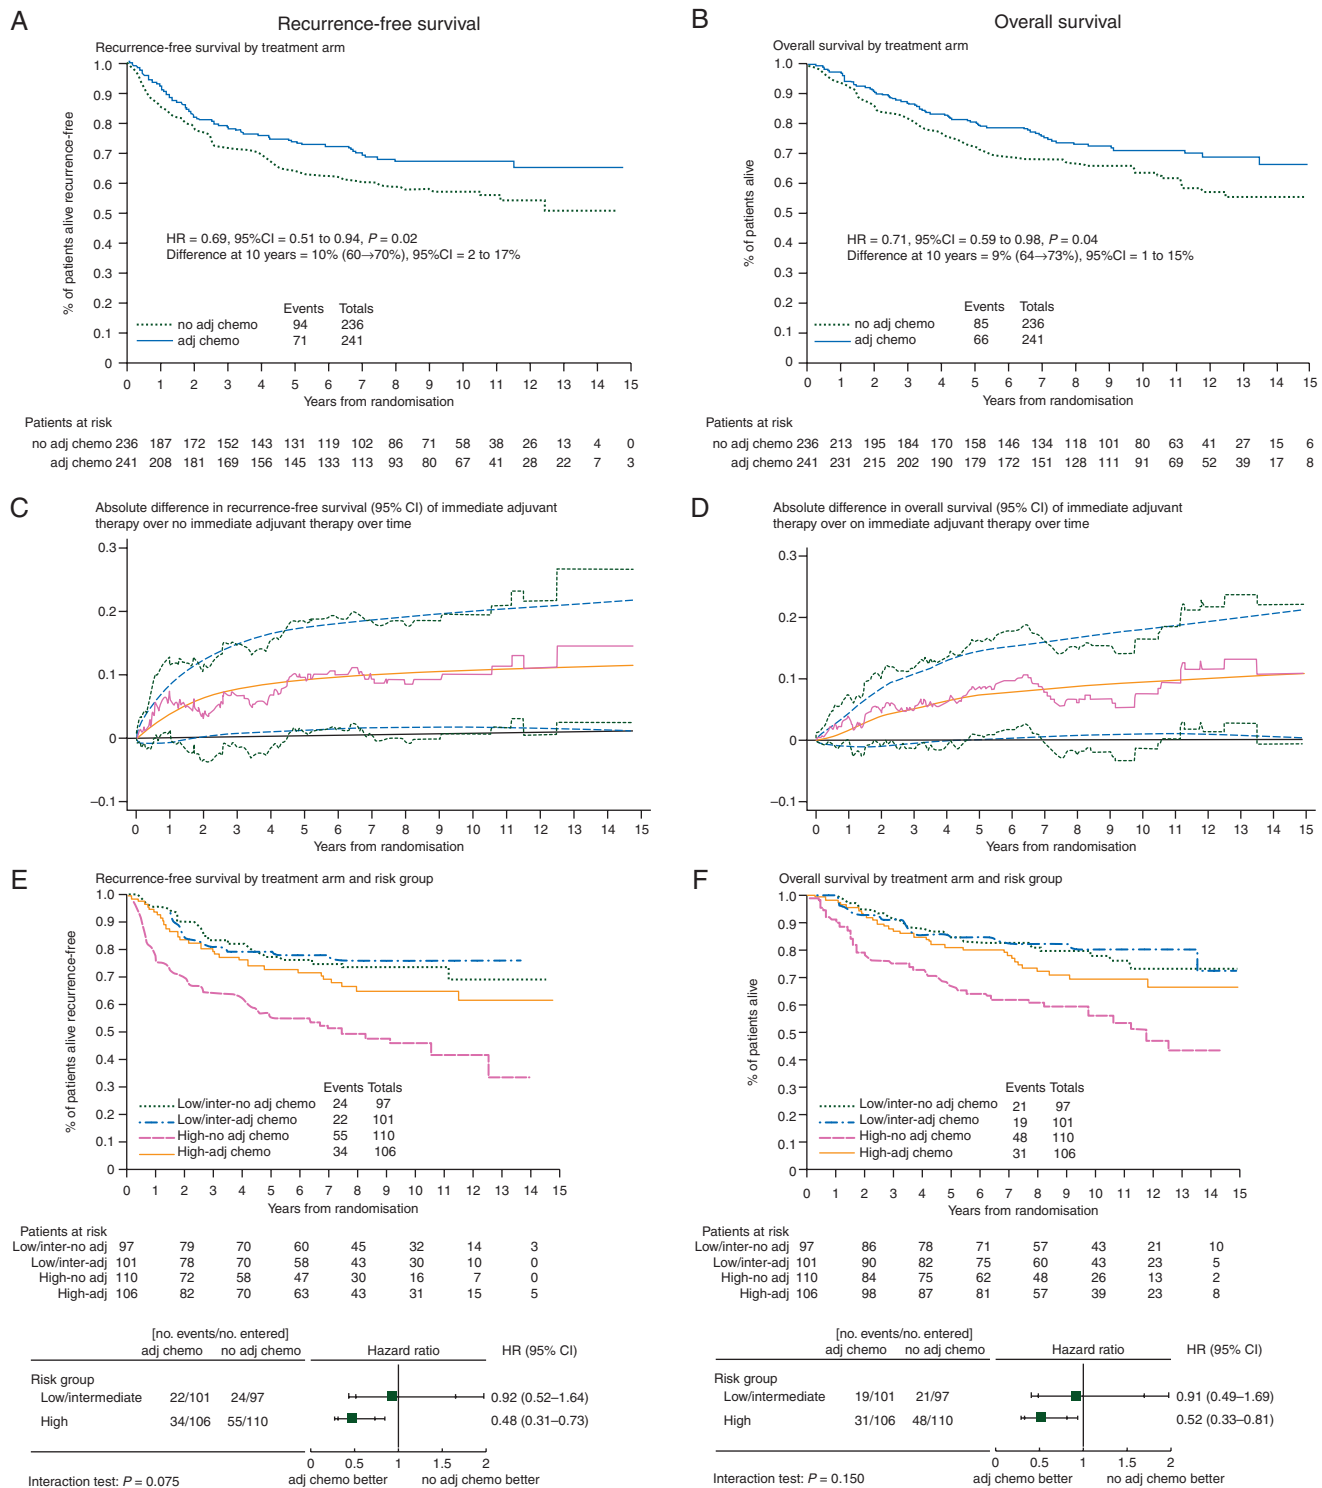 A
Recurrence-free survival
Recurrence-free survival by treatment arm
% of patients alive recurrence-free
1.0
0.9
0.8
0.7
0.6
0.5
0.4
0.3
0.2
0.1
0
HR = 0.69, 95%CI = 0.51 to 0.94, P = 0.02
Difference at 10 years = 10% (60→70%), 95%CI = 2 to 17%
Events Totals
no adj chemo 94 236
adj chemo 71 241
0 1 2 3 4 5 6 7 8 9 10 11 12 13 14 15
Years from randomisation
Patients at risk
no adj chemo 236 187 172 152 143 131 119 102 86 71 58 38 26 13 4 0
adj chemo 241 208 181 169 156 145 133 113 93 80 67 41 28 22 7 3
B
Overall survival
Overall survival by treatment arm
% of patients alive
1.0
0.9
0.8
0.7
0.6
0.5
0.4
0.3
0.2
0.1
0
HR = 0.71, 95%CI = 0.59 to 0.98, P = 0.04
Difference at 10 years = 9% (64→73%), 95%CI = 1 to 15%
Events Totals
no adj chemo 85 236
adj chemo 66 241
0 1 2 3 4 5 6 7 8 9 10 11 12 13 14 15
Years from randomisation
Patients at risk
no adj chemo 236 213 195 184 170 158 146 134 118 101 80 63 41 27 15 6
adj chemo 241 231 215 202 190 179 172 151 128 111 91 69 52 39 17 8
C
Absolute difference in recurrence-free survival (95% CI) of immediate adjuvant
therapy over no immediate adjuvant therapy over time
0.3
0.2
0.1
0
−0.1
0 1 2 3 4 5 6 7 8 9 10 11 12 13 14 15
Years from randomisation
D
Absolute difference in overall survival (95% CI) of immediate adjuvant
therapy over on immediate adjuvant therapy over time
0.3
0.2
0.1
0
−0.1
0 1 2 3 4 5 6 7 8 9 10 11 12 13 14 15
Years from randomisation
E
Recurrence-free survival by treatment arm and risk group
% of patients alive recurrence-free
1.0
0.9
0.8
0.7
0.6
0.5
0.4
0.3
0.2
0.1
0
Events Totals
Low/inter-no adj chemo 24 97
Low/inter-adj chemo 22 101
High-no adj chemo 55 110
High-adj chemo 34 106
0 1 2 3 4 5 6 7 8 9 10 11 12 13 14 15
Years from randomisation
Patients at risk
Low/inter-no adj 97 79 70 60 45 32 14 3
Low/inter-adj 101 78 70 58 43 30 10 0
High-no adj 110 72 58 47 30 16 7 0
High-adj 106 82 70 63 43 31 15 5
[no. events/no. entered]
adj chemo no adj chemo Hazard ratio HR (95% CI)
Risk group
Low/intermediate 22/101 24/97 0.92 (0.52–1.64)
High 34/106 55/110 0.48 (0.31–0.73)
0 0.5 1 1.5 2
adj chemo better no adj chemo better
Interaction test: P = 0.075
F
Overall survival by treatment arm and risk group
% of patients alive
1.0
0.9
0.8
0.7
0.6
0.5
0.4
0.3
0.2
0.1
0
Events Totals
Low/inter-no adj chemo 21 97
Low/inter-adj chemo 19 101
High-no adj chemo 48 110
High-adj chemo 31 106
0 1 2 3 4 5 6 7 8 9 10 11 12 13 14 15
Years from randomisation
Patients at risk
Low/inter-no adj 97 86 78 71 57 43 21 10
Low/inter-adj 101 90 82 75 60 43 23 5
High-no adj 110 84 75 62 48 26 13 2
High-adj 106 98 87 81 57 39 23 8
[no. events/no. entered]
adj chemo no adj chemo Hazard ratio HR (95% CI)
Risk group
Low/intermediate 19/101 21/97 0.91 (0.49–1.69)
High 31/106 48/110 0.52 (0.33–0.81)
0 0.5 1 1.5 2
adj chemo better no adj chemo better
Interaction test: P = 0.150